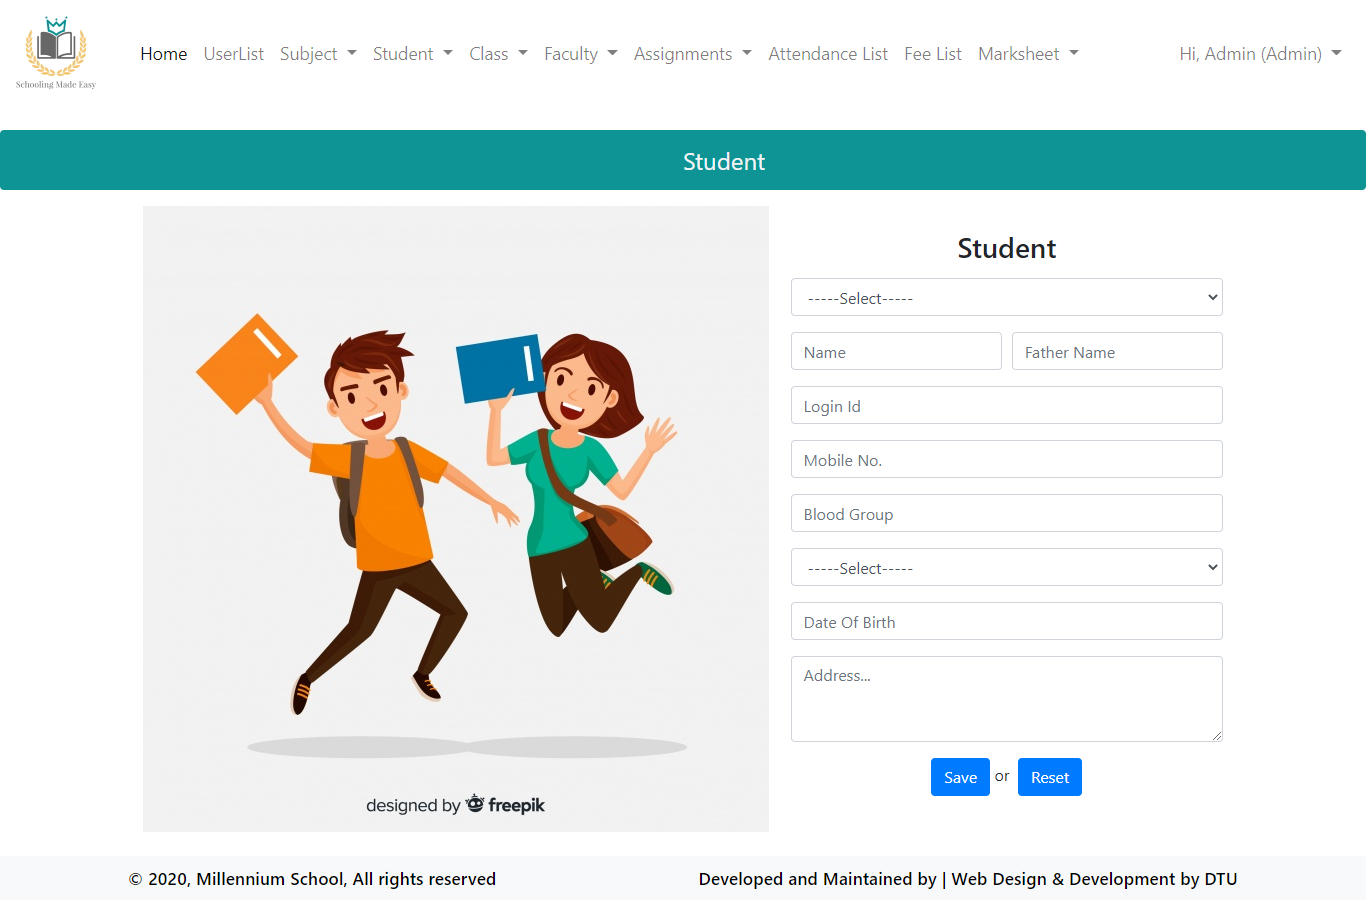 Schooling Made Easy
Home UserList Subject Student Class Faculty Assignments Attendance List Fee List Marksheet Hi, Admin (Admin)
Student
Student
-----Select-----
Name Father Name
Login Id
Mobile No.
Blood Group
-----Select-----
Date Of Birth
Address...
Save or Reset
designed by freepik
© 2020, Millennium School, All rights reserved Developed and Maintained by | Web Design & Development by DTU